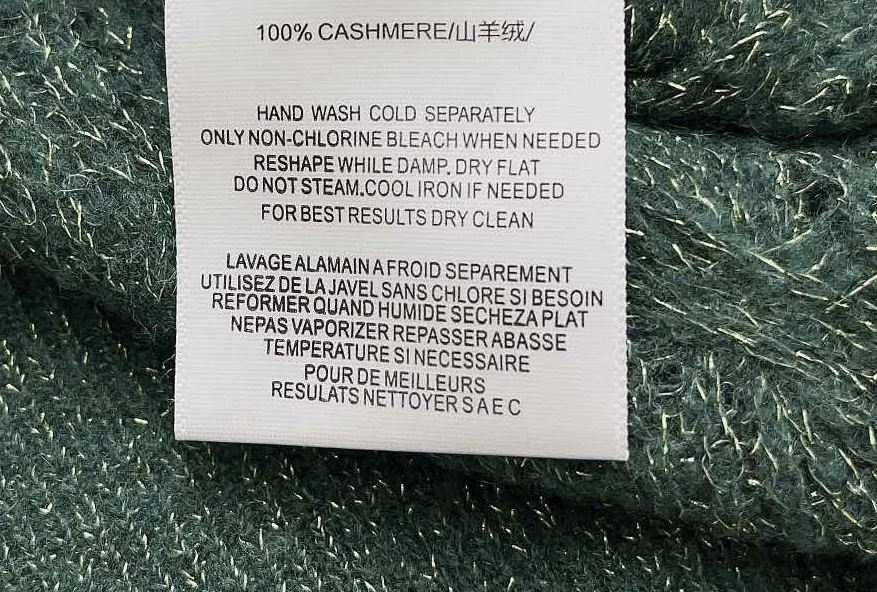 100% CASHMERE/山羊绒/
HAND WASH COLD SEPARATELY
ONLY NON-CHLORINE BLEACH WHEN NEEDED
RESHAPE WHILE DAMP. DRY FLAT
DO NOT STEAM.COOL IRON IF NEEDED
FOR BEST RESULTS DRY CLEAN
LAVAGE ALAMAIN A FROID SEPAREMENT
UTILISEZ DE LA JAVEL SANS CHLORE SI BESOIN
REFORMER QUAND HUMIDE SECHEZA PLAT
NEPAS VAPORIZER REPASSER ABASSE
TEMPERATURE SI NECESSAIRE
POUR DE MEILLEURS
RESULATS NETTOYER S A E C